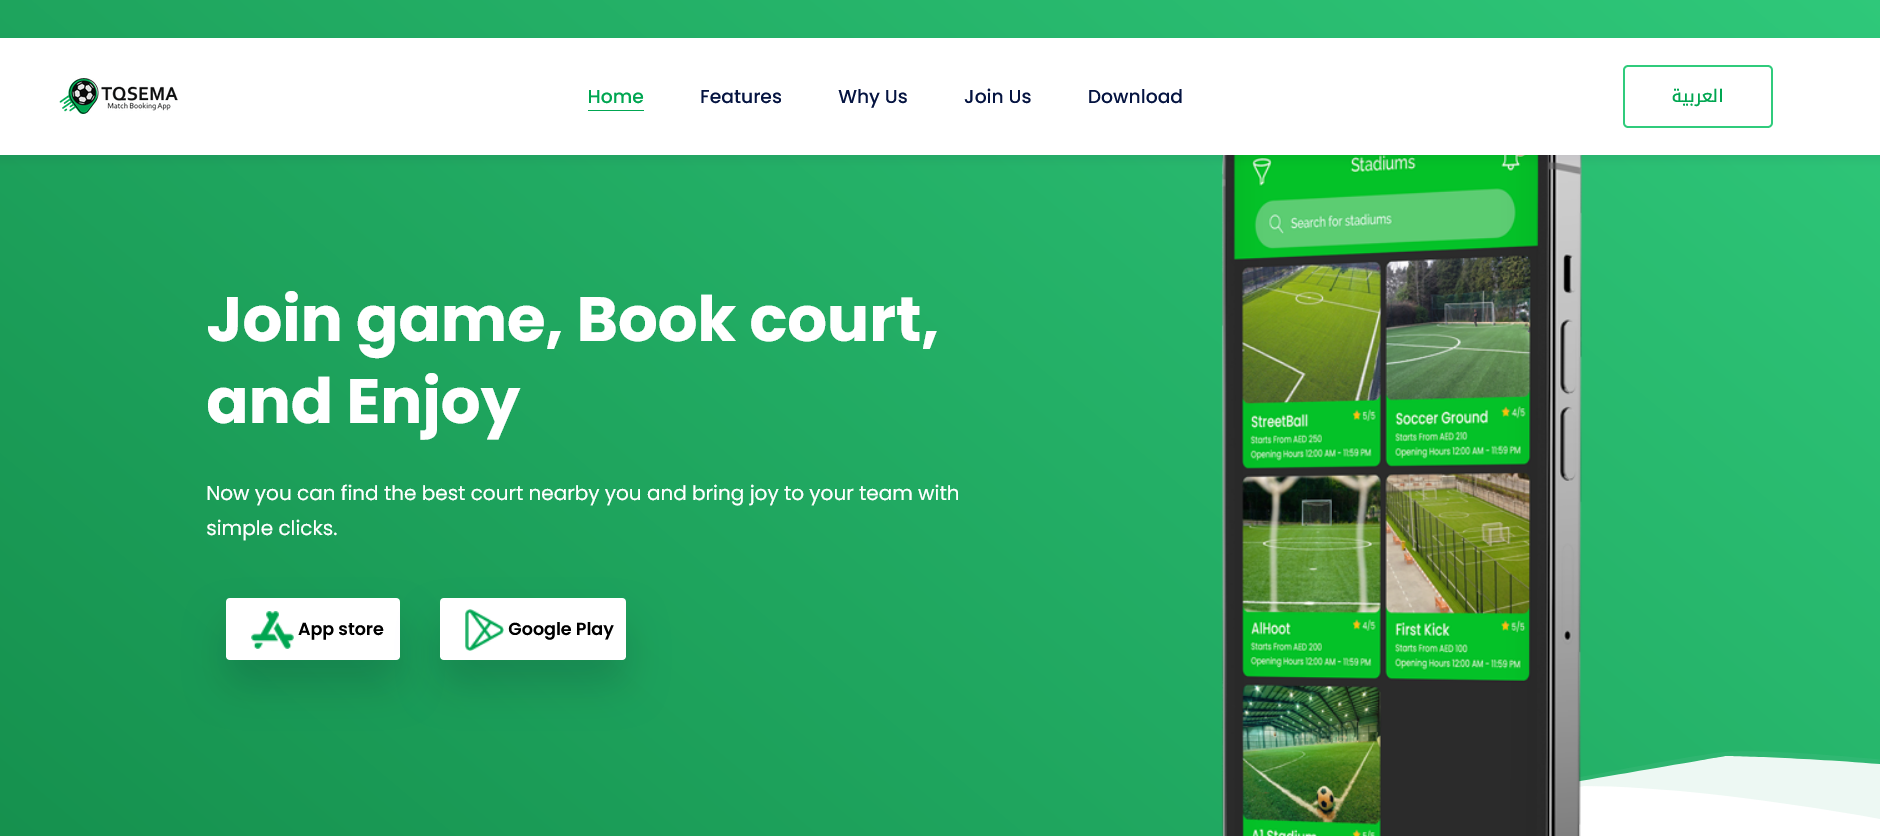 TQSEMA
Match Booking App
Home
Features
Why Us
Join Us
Download
العربية
Join game, Book court,
and Enjoy
Now you can find the best court nearby you and bring joy to your team with
simple clicks.
App store
Google Play
Stadiums
Search for stadiums
StreetBall
5/5
Starts From AED 250
Opening Hours 12:00 AM - 11:59 PM
Soccer Ground
4/5
Starts From AED 210
Opening Hours 12:00 AM - 11:59 PM
AlHoot
4/5
Starts From AED 200
Opening Hours 12:00 AM - 11:59 PM
First Kick
5/5
Starts From AED 100
Opening Hours 12:00 AM - 11:59 PM
A1 Stadium
5/5